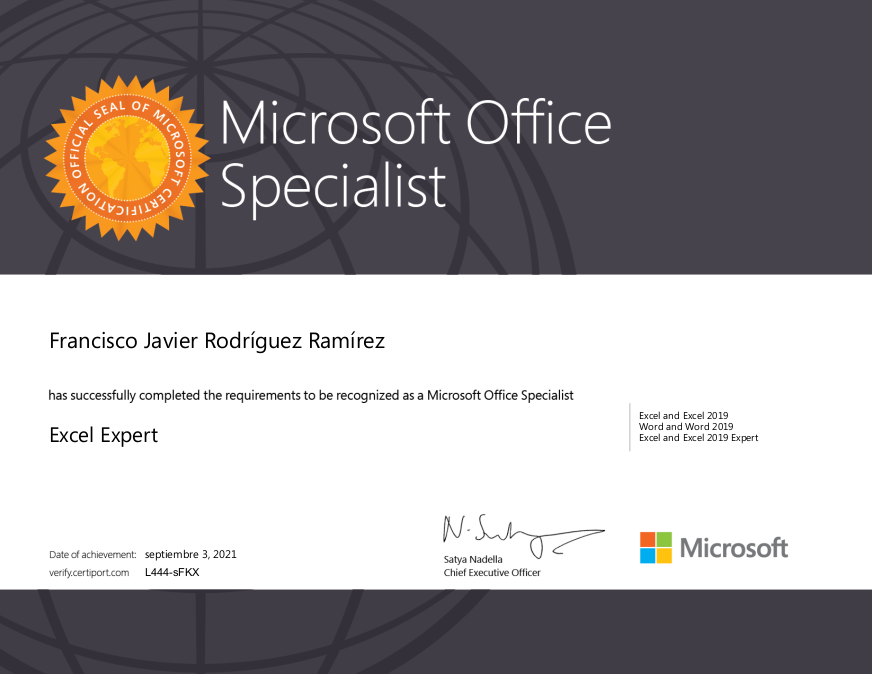 OFFICIAL SEAL OF MICROSOFT CERTIFICATION
Microsoft Office
Specialist
Francisco Javier Rodríguez Ramírez
has successfully completed the requirements to be recognized as a Microsoft Office Specialist
Excel Expert
Excel and Excel 2019
Word and Word 2019
Excel and Excel 2019 Expert
Date of achievement: septiembre 3, 2021
verify.certiport.com L444-sFKX
Satya Nadella
Chief Executive Officer
Microsoft